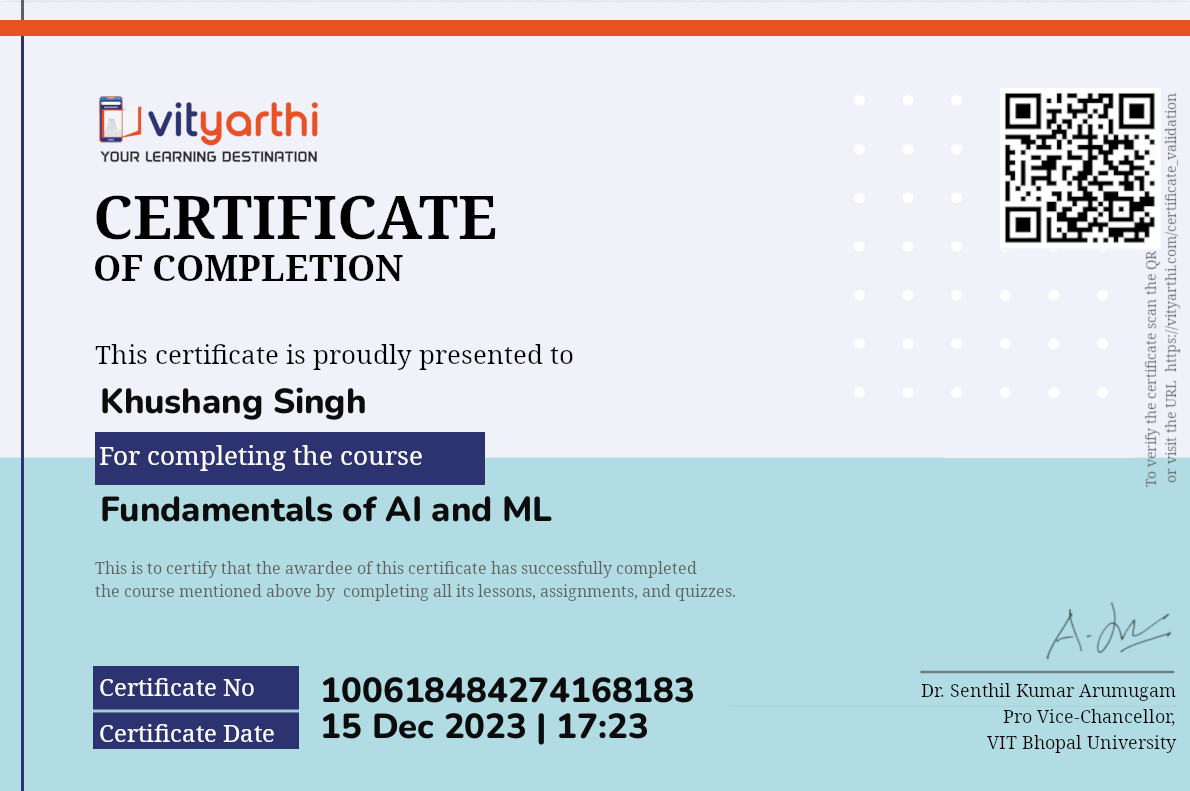 vityarthi
YOUR LEARNING DESTINATION
CERTIFICATE
OF COMPLETION
This certificate is proudly presented to
Khushang Singh
For completing the course
Fundamentals of AI and ML
This is to certify that the awardee of this certificate has successfully completed
the course mentioned above by  completing all its lessons, assignments, and quizzes.
Certificate No
100618484274168183
Certificate Date
15 Dec 2023 | 17:23
Dr. Senthil Kumar Arumugam
Pro Vice-Chancellor,
VIT Bhopal University
To verify the certificate scan the QR
or visit the URL  https://vityarthi.com/certificate_validation